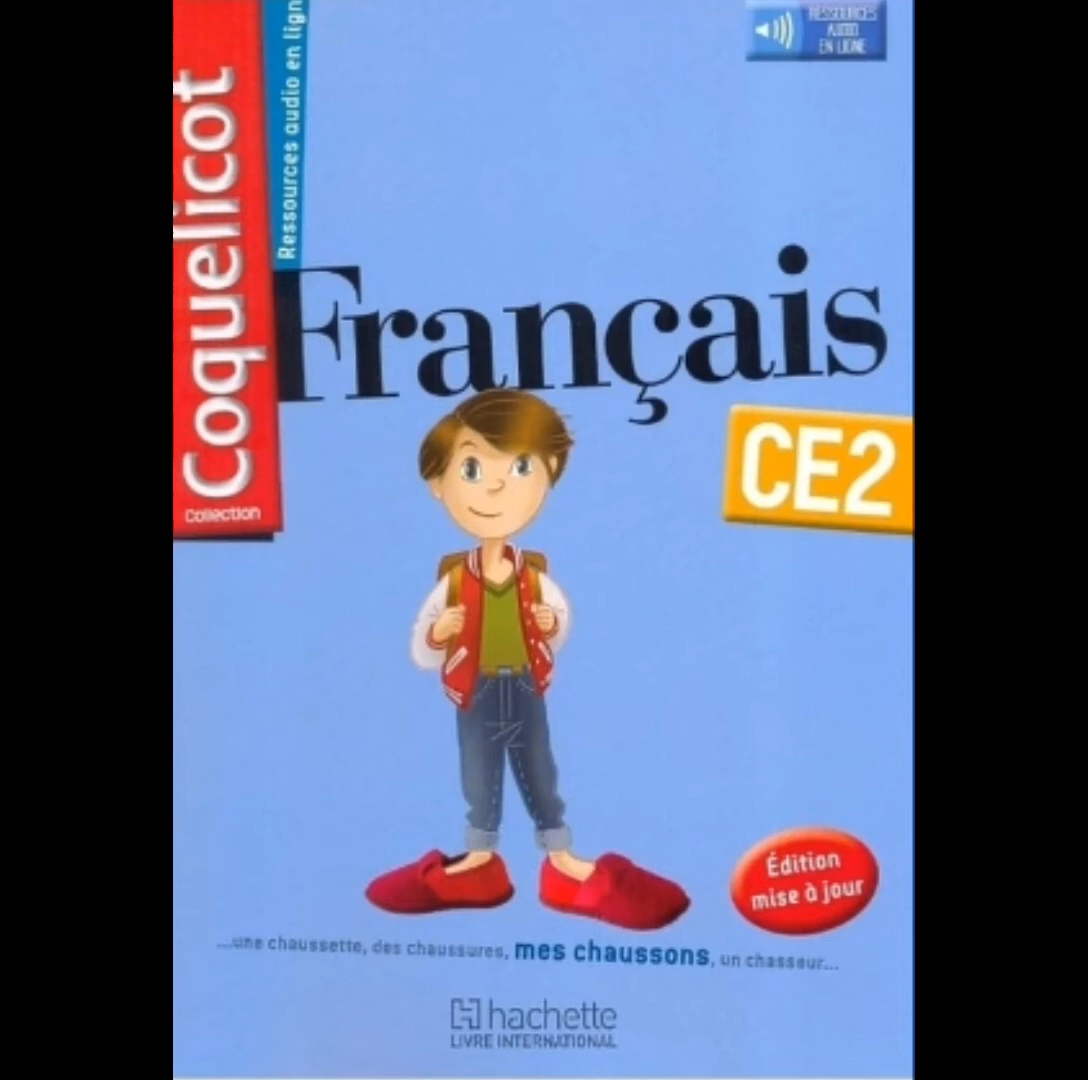 RESSOURCES
AUDIO
EN LIGNE
Ressources audio en lign
Coquelicot
Collection
Français
CE2
Édition
mise à jour
...une chaussette, des chaussures, mes chaussons, un chasseur...
hachette
LIVRE INTERNATIONAL